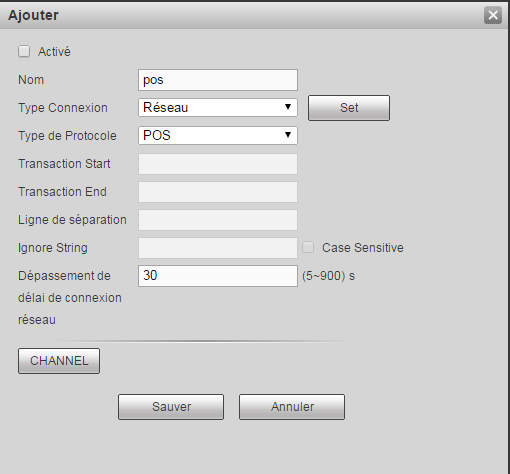 Ajouter
Activé
Nom pos
Type Connexion Réseau Set
Type de Protocole POS
Transaction Start
Transaction End
Ligne de séparation
Ignore String Case Sensitive
Dépassement de 30 (5~900) s
délai de connexion
réseau
CHANNEL
Sauver Annuler